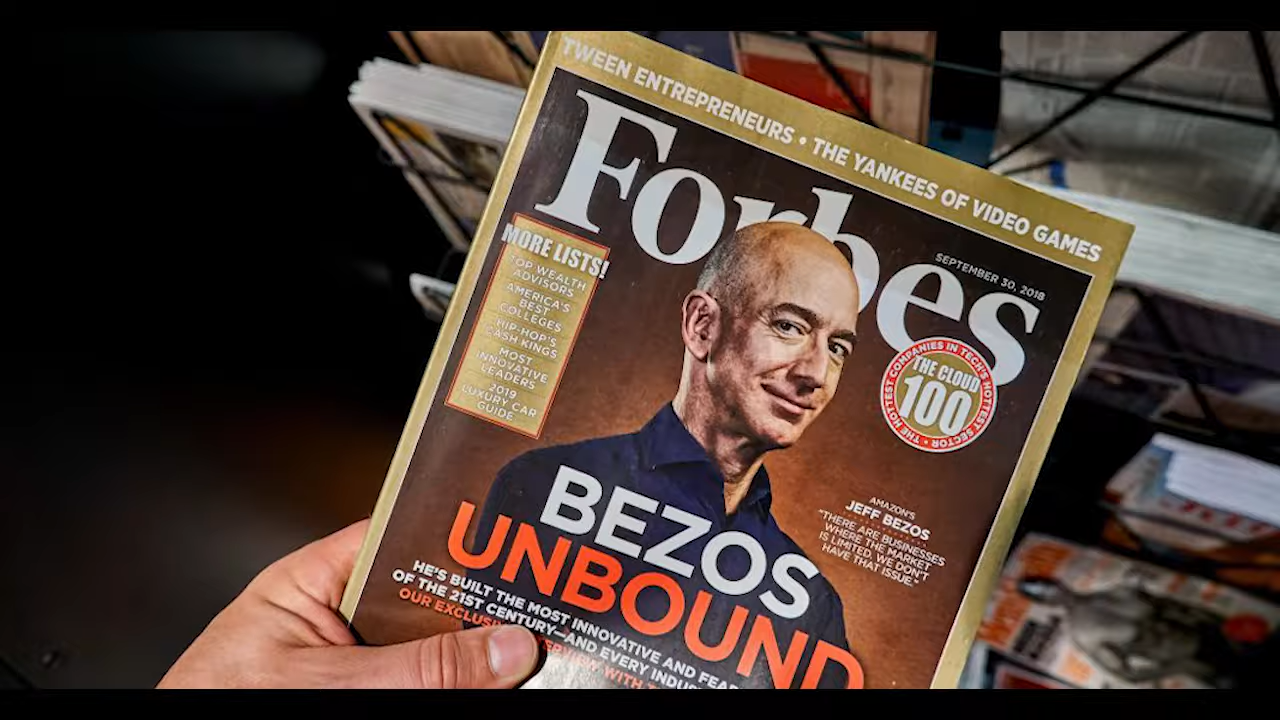 TWEEN ENTREPRENEURS • THE YANKEES OF VIDEO GAMES
Forbes
SEPTEMBER 30, 2018
MORE LISTS!
TOP WEALTH
ADVISORS
AMERICA'S
BEST
COLLEGES
HIP-HOP'S
CASH KINGS
MOST
INNOVATIVE
LEADERS
2019
LUXURY CAR
GUIDE
THE HOTTEST COMPANIES IN TECH'S HOTTEST SECTOR •
THE CLOUD
100
AMAZON'S
JEFF BEZOS
"THERE ARE BUSINESSES
WHERE THE MARKET
IS LIMITED. WE DON'T
HAVE THAT ISSUE."
BEZOS
UNBOUND
HE'S BUILT THE MOST INNOVATIVE AND
OF THE 21ST CENTURY—AND EVERY
OUR WITH